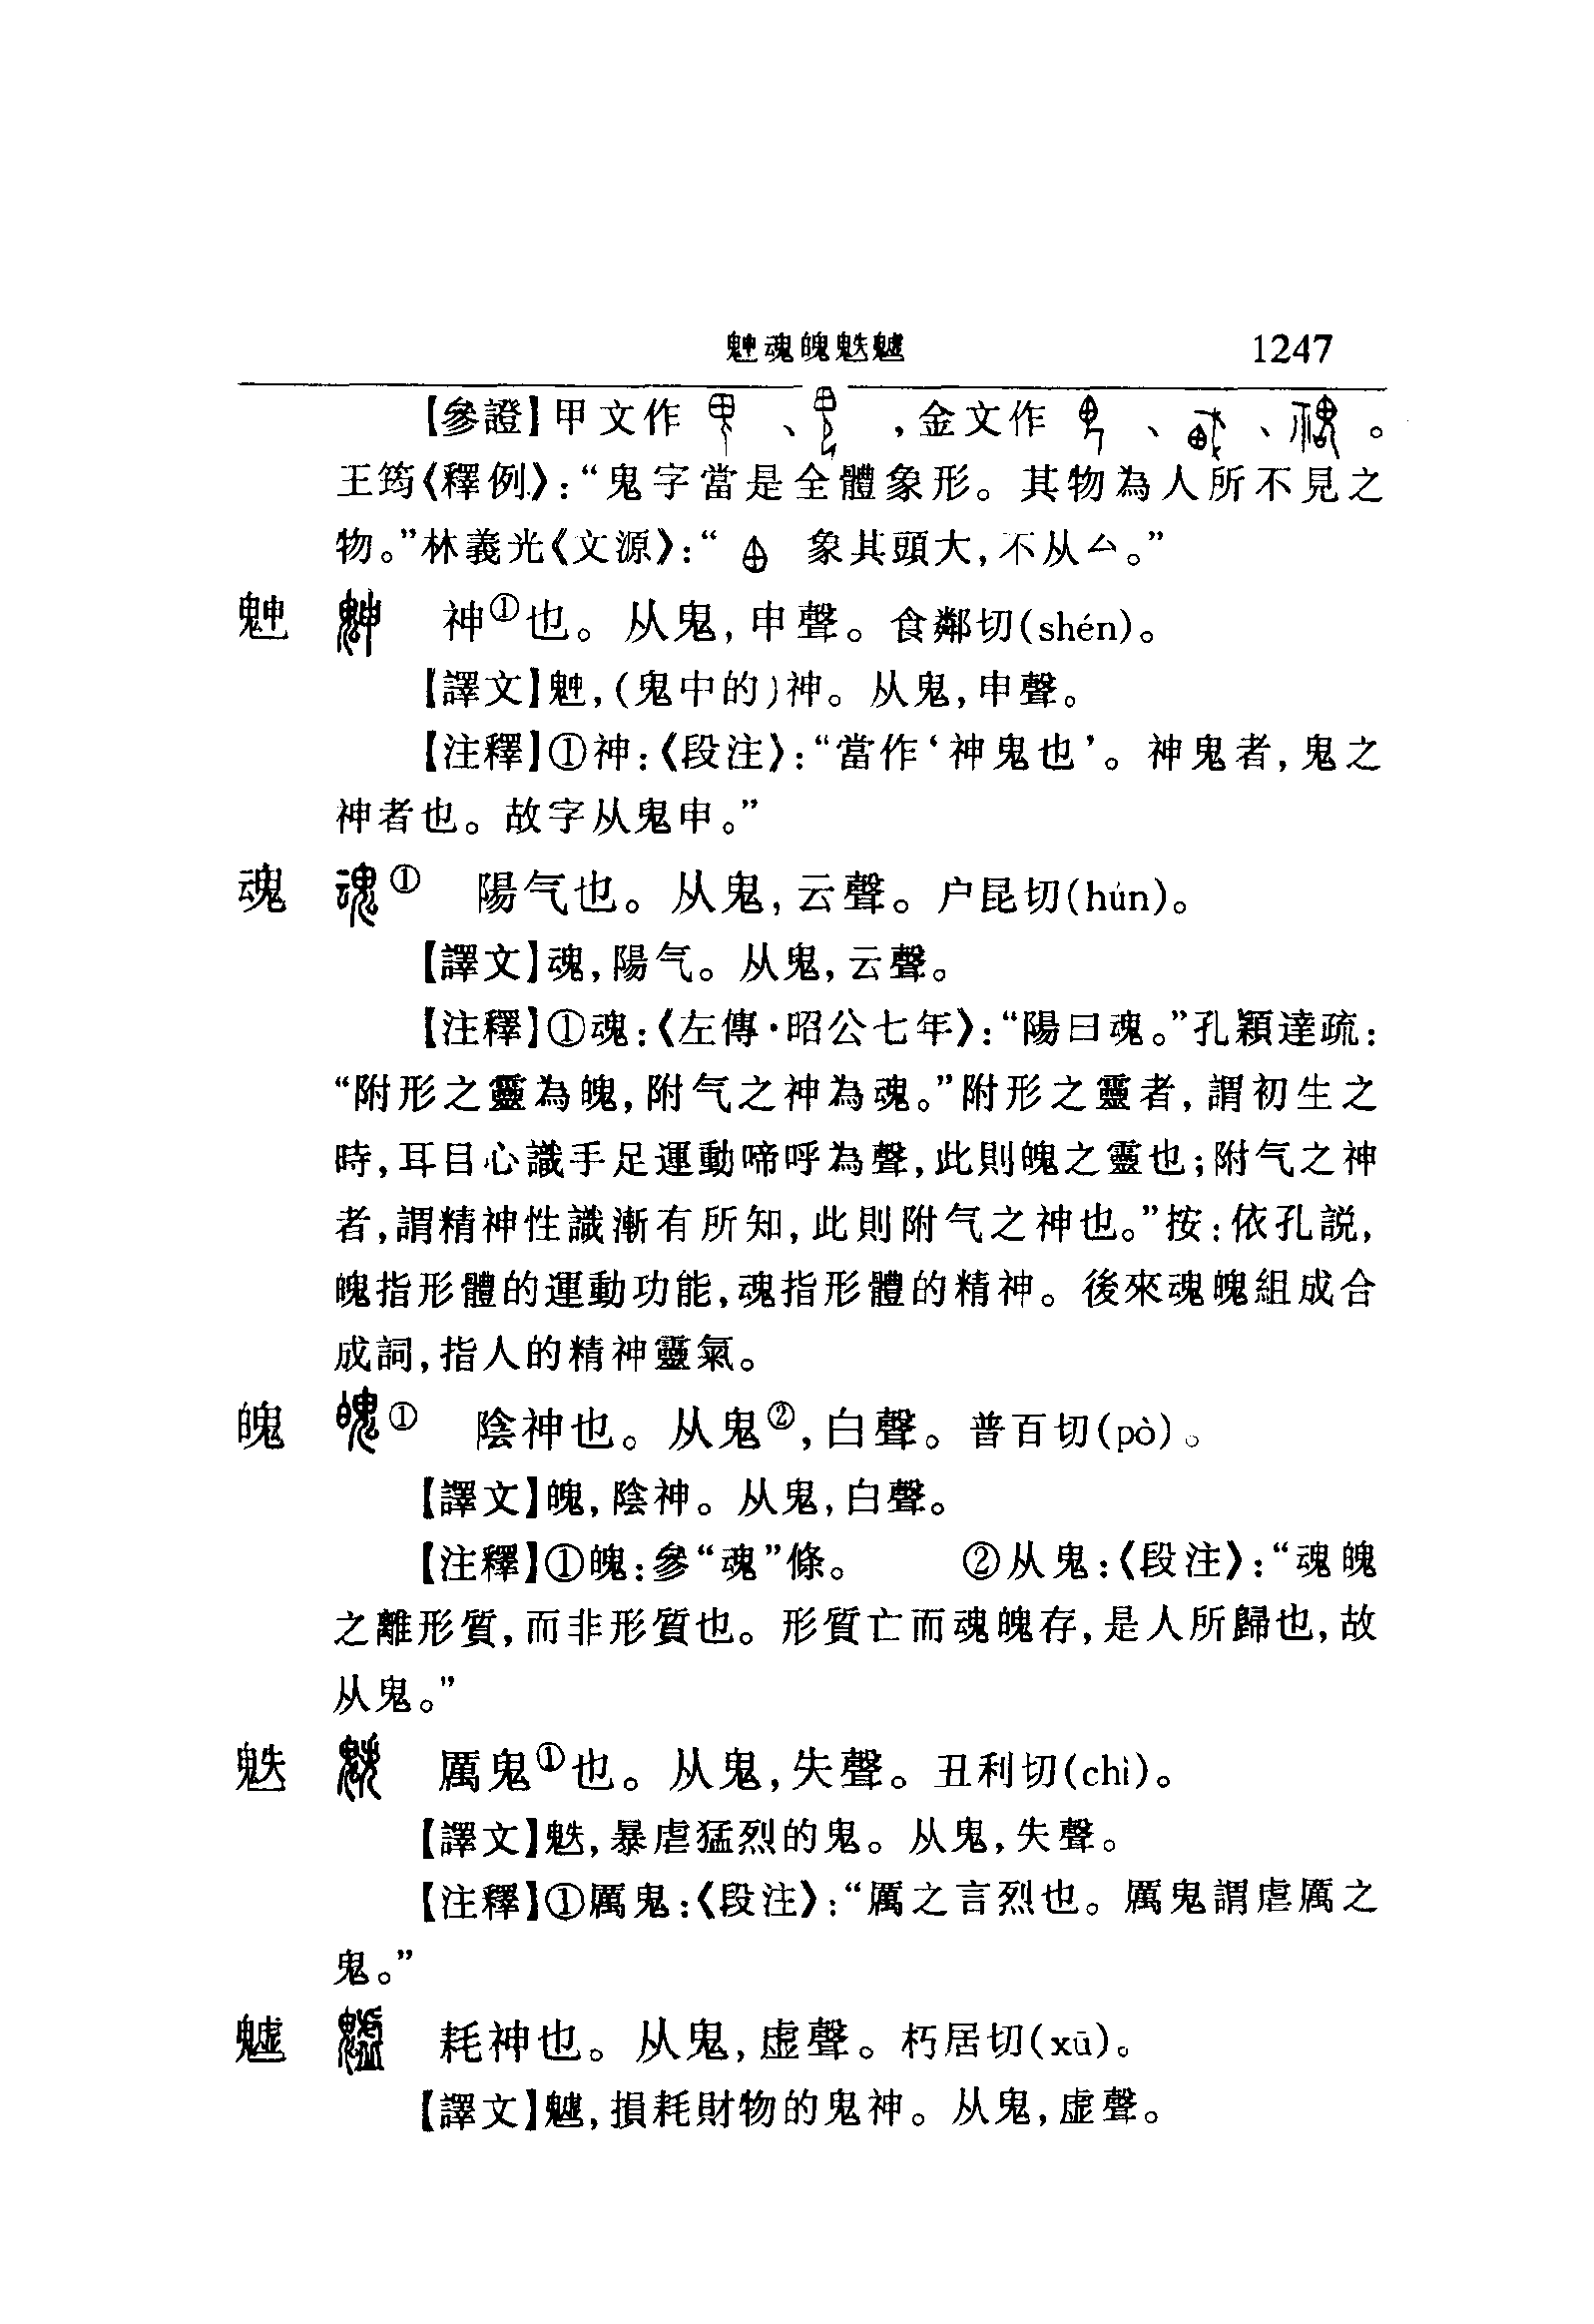 䰠魂魄魅魖 1247
【參證】甲文作 、 ，金文作 、 、 。
王筠《釋例》：“鬼字當是全體象形。其物為人所不見之
物。”林義光《文源》：“ 象其頭大，不从厶。”
䰠 神①也。从鬼，申聲。食鄰切（shén）。
【譯文】䰠，（鬼中的）神。从鬼，申聲。
【注釋】①神：《段注》：“當作‘神鬼也’。神鬼者，鬼之
神者也。故字从鬼申。”
魂 ① 陽气也。从鬼，云聲。户昆切（hún）。
【譯文】魂，陽气。从鬼，云聲。
【注釋】①魂：《左傳·昭公七年》：“陽曰魂。”孔穎達疏：
“附形之靈為魄，附气之神為魂。”附形之靈者，謂初生之
時，耳目心識手足運動啼呼為聲，此則魄之靈也；附气之神
者，謂精神性識漸有所知，此則附气之神也。”按：依孔説，
魄指形體的運動功能，魂指形體的精神。後來魂魄組成合
成詞，指人的精神靈氣。
魄 ① 陰神也。从鬼②，白聲。普百切（pò）。
【譯文】魄，陰神。从鬼，白聲。
【注釋】①魄：參“魂”條。 ②从鬼：《段注》：“魂魄
之離形質，而非形質也。形質亡而魂魄存，是人所歸也，故
从鬼。”
䰡 厲鬼①也。从鬼，失聲。丑利切（chì）。
【譯文】䰡，暴虐猛烈的鬼。从鬼，失聲。
【注釋】①厲鬼：《段注》：“厲之言烈也。厲鬼謂虐厲之
鬼。”
魖 耗神也。从鬼，虛聲。朽居切（xū）。
【譯文】魖，損耗財物的鬼神。从鬼，虛聲。